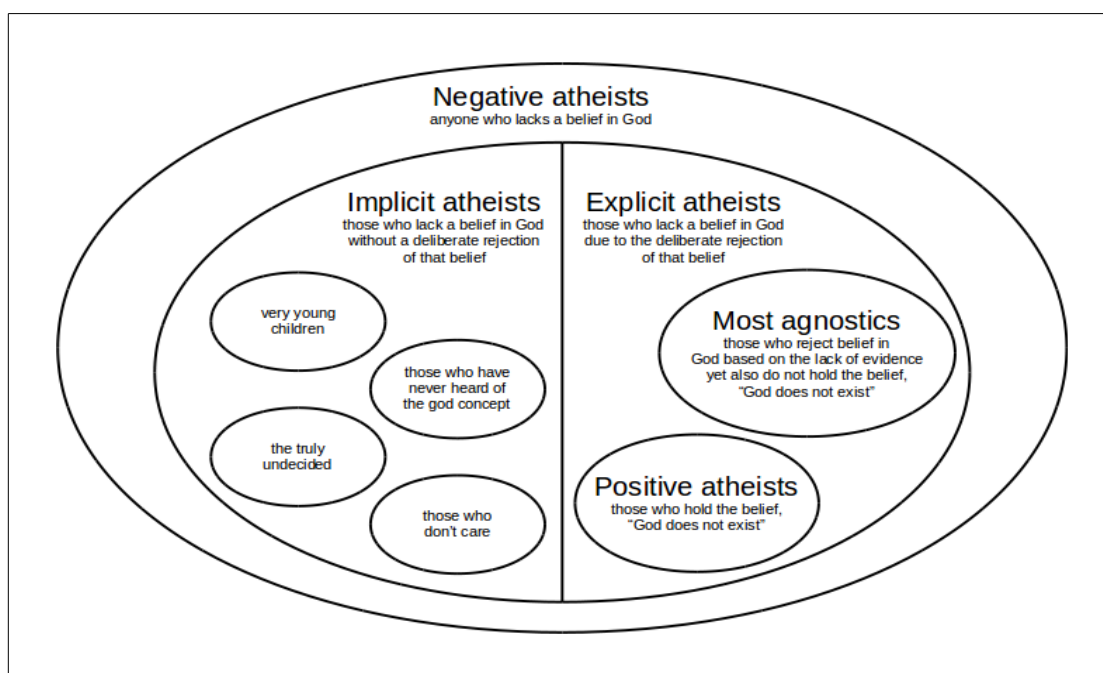 Negative atheists
anyone who lacks a belief in God
Implicit atheists
those who lack a belief in God
without a deliberate rejection
of that belief
very young
children
those who have
never heard of
the god concept
the truly
undecided
those who
don't care
Explicit atheists
those who lack a belief in God
due to the deliberate rejection
of that belief
Most agnostics
those who reject belief in
God based on the lack of evidence
yet also do not hold the belief,
“God does not exist”
Positive atheists
those who hold the belief,
“God does not exist”